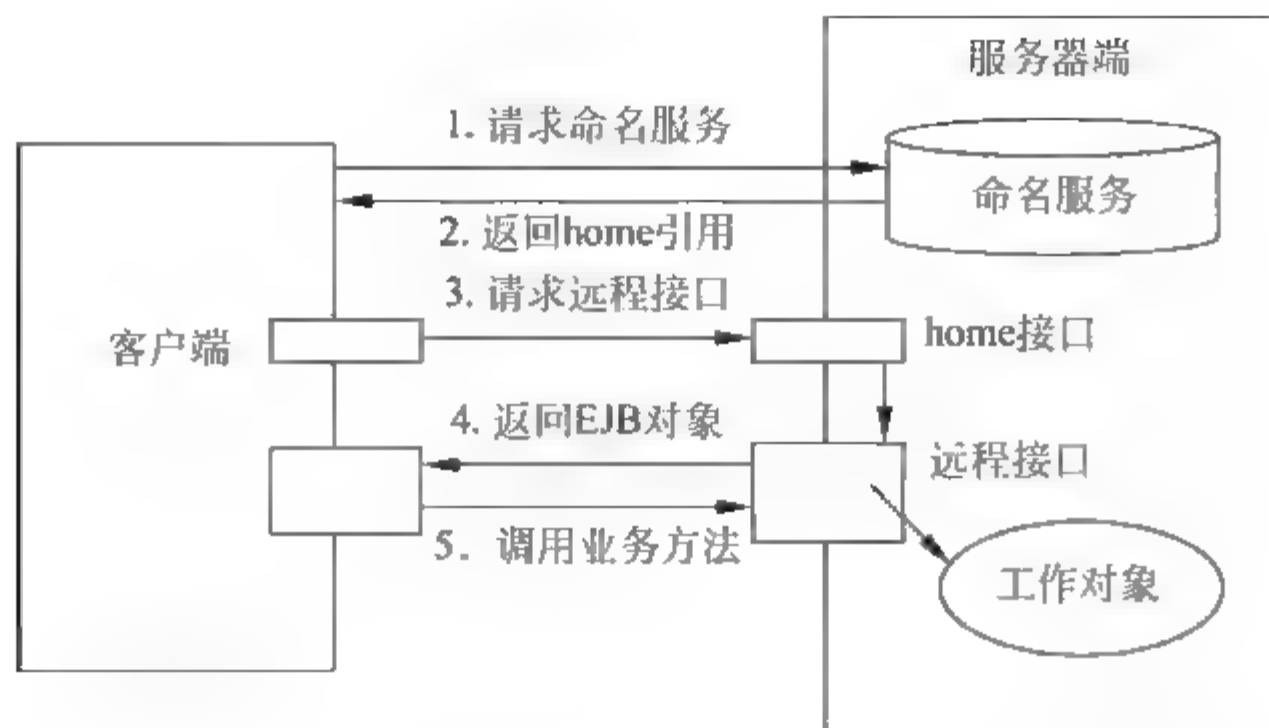 服务器端
1. 请求命名服务
命名服务
2. 返回home引用
3. 请求远程接口
客户端
home接口
4. 返回EJB对象
远程接口
5. 调用业务方法
工作对象